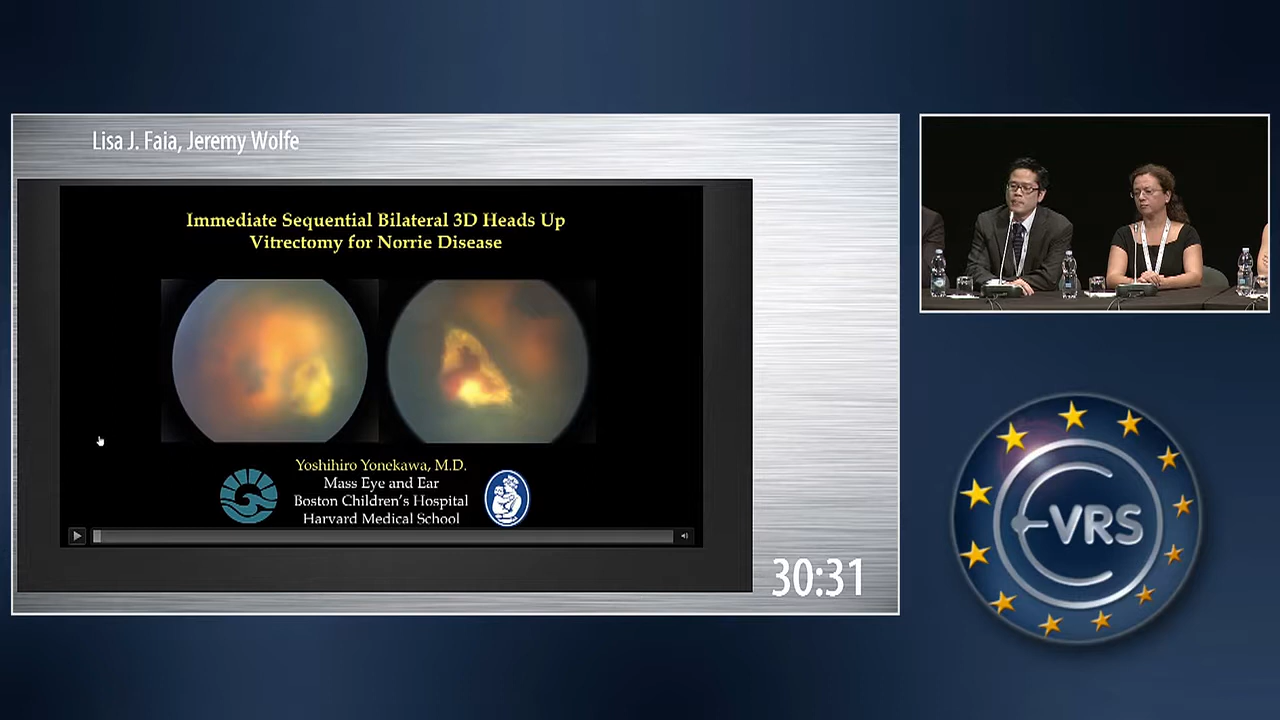 Lisa J. Faia, Jeremy Wolfe
Immediate Sequential Bilateral 3D Heads Up
Vitrectomy for Norrie Disease
Yoshihiro Yonekawa, M.D.
Mass Eye and Ear
Boston Children's Hospital
Harvard Medical School
30:31
EVRS